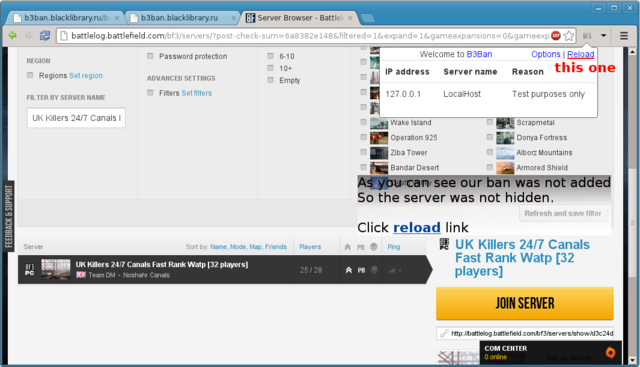 b3ban.blacklibrary.ru/b
b3ban.blacklibrary.ru
Server Browser - Battlefi
battlelog.battlefield.com/bf3/servers/?post-check-sum=6a8382e148&filtered=1&expand=1&gameexpansions=0&gameexp
Welcome to B3Ban
Options | Reload
this one
IP address Server name Reason
127.0.0.1 LocalHost Test purposes only
REGION
Regions Set region
FILTER BY SERVER NAME
UK Killers 24/7 Canals I
Password protection
ADVANCED SETTINGS
Filters Set filters
6-10
10+
Empty
Wake Island
Scrapmetal
Operation 925
Donya Fortress
Ziba Tower
Alborz Mountains
Bandar Desert
Armored Shield
As you can see our ban was not added
So the server was not hidden.
Refresh and save filter
Click reload link
FEEDBACK & SUPPORT
Server
Sort by: Name, Mode, Map, Friends
Players
PB
Ping
PC
UK Killers 24/7 Canals Fast Rank Watp [32 players]
Team DM • Noshahr Canals
25 / 28
PB
-
PC
UK Killers 24/7 Canals
Fast Rank Watp [32
players]
JOIN SERVER
http://battlelog.battlefield.com/bf3/servers/show/d3c24d
COM CENTER
0 online